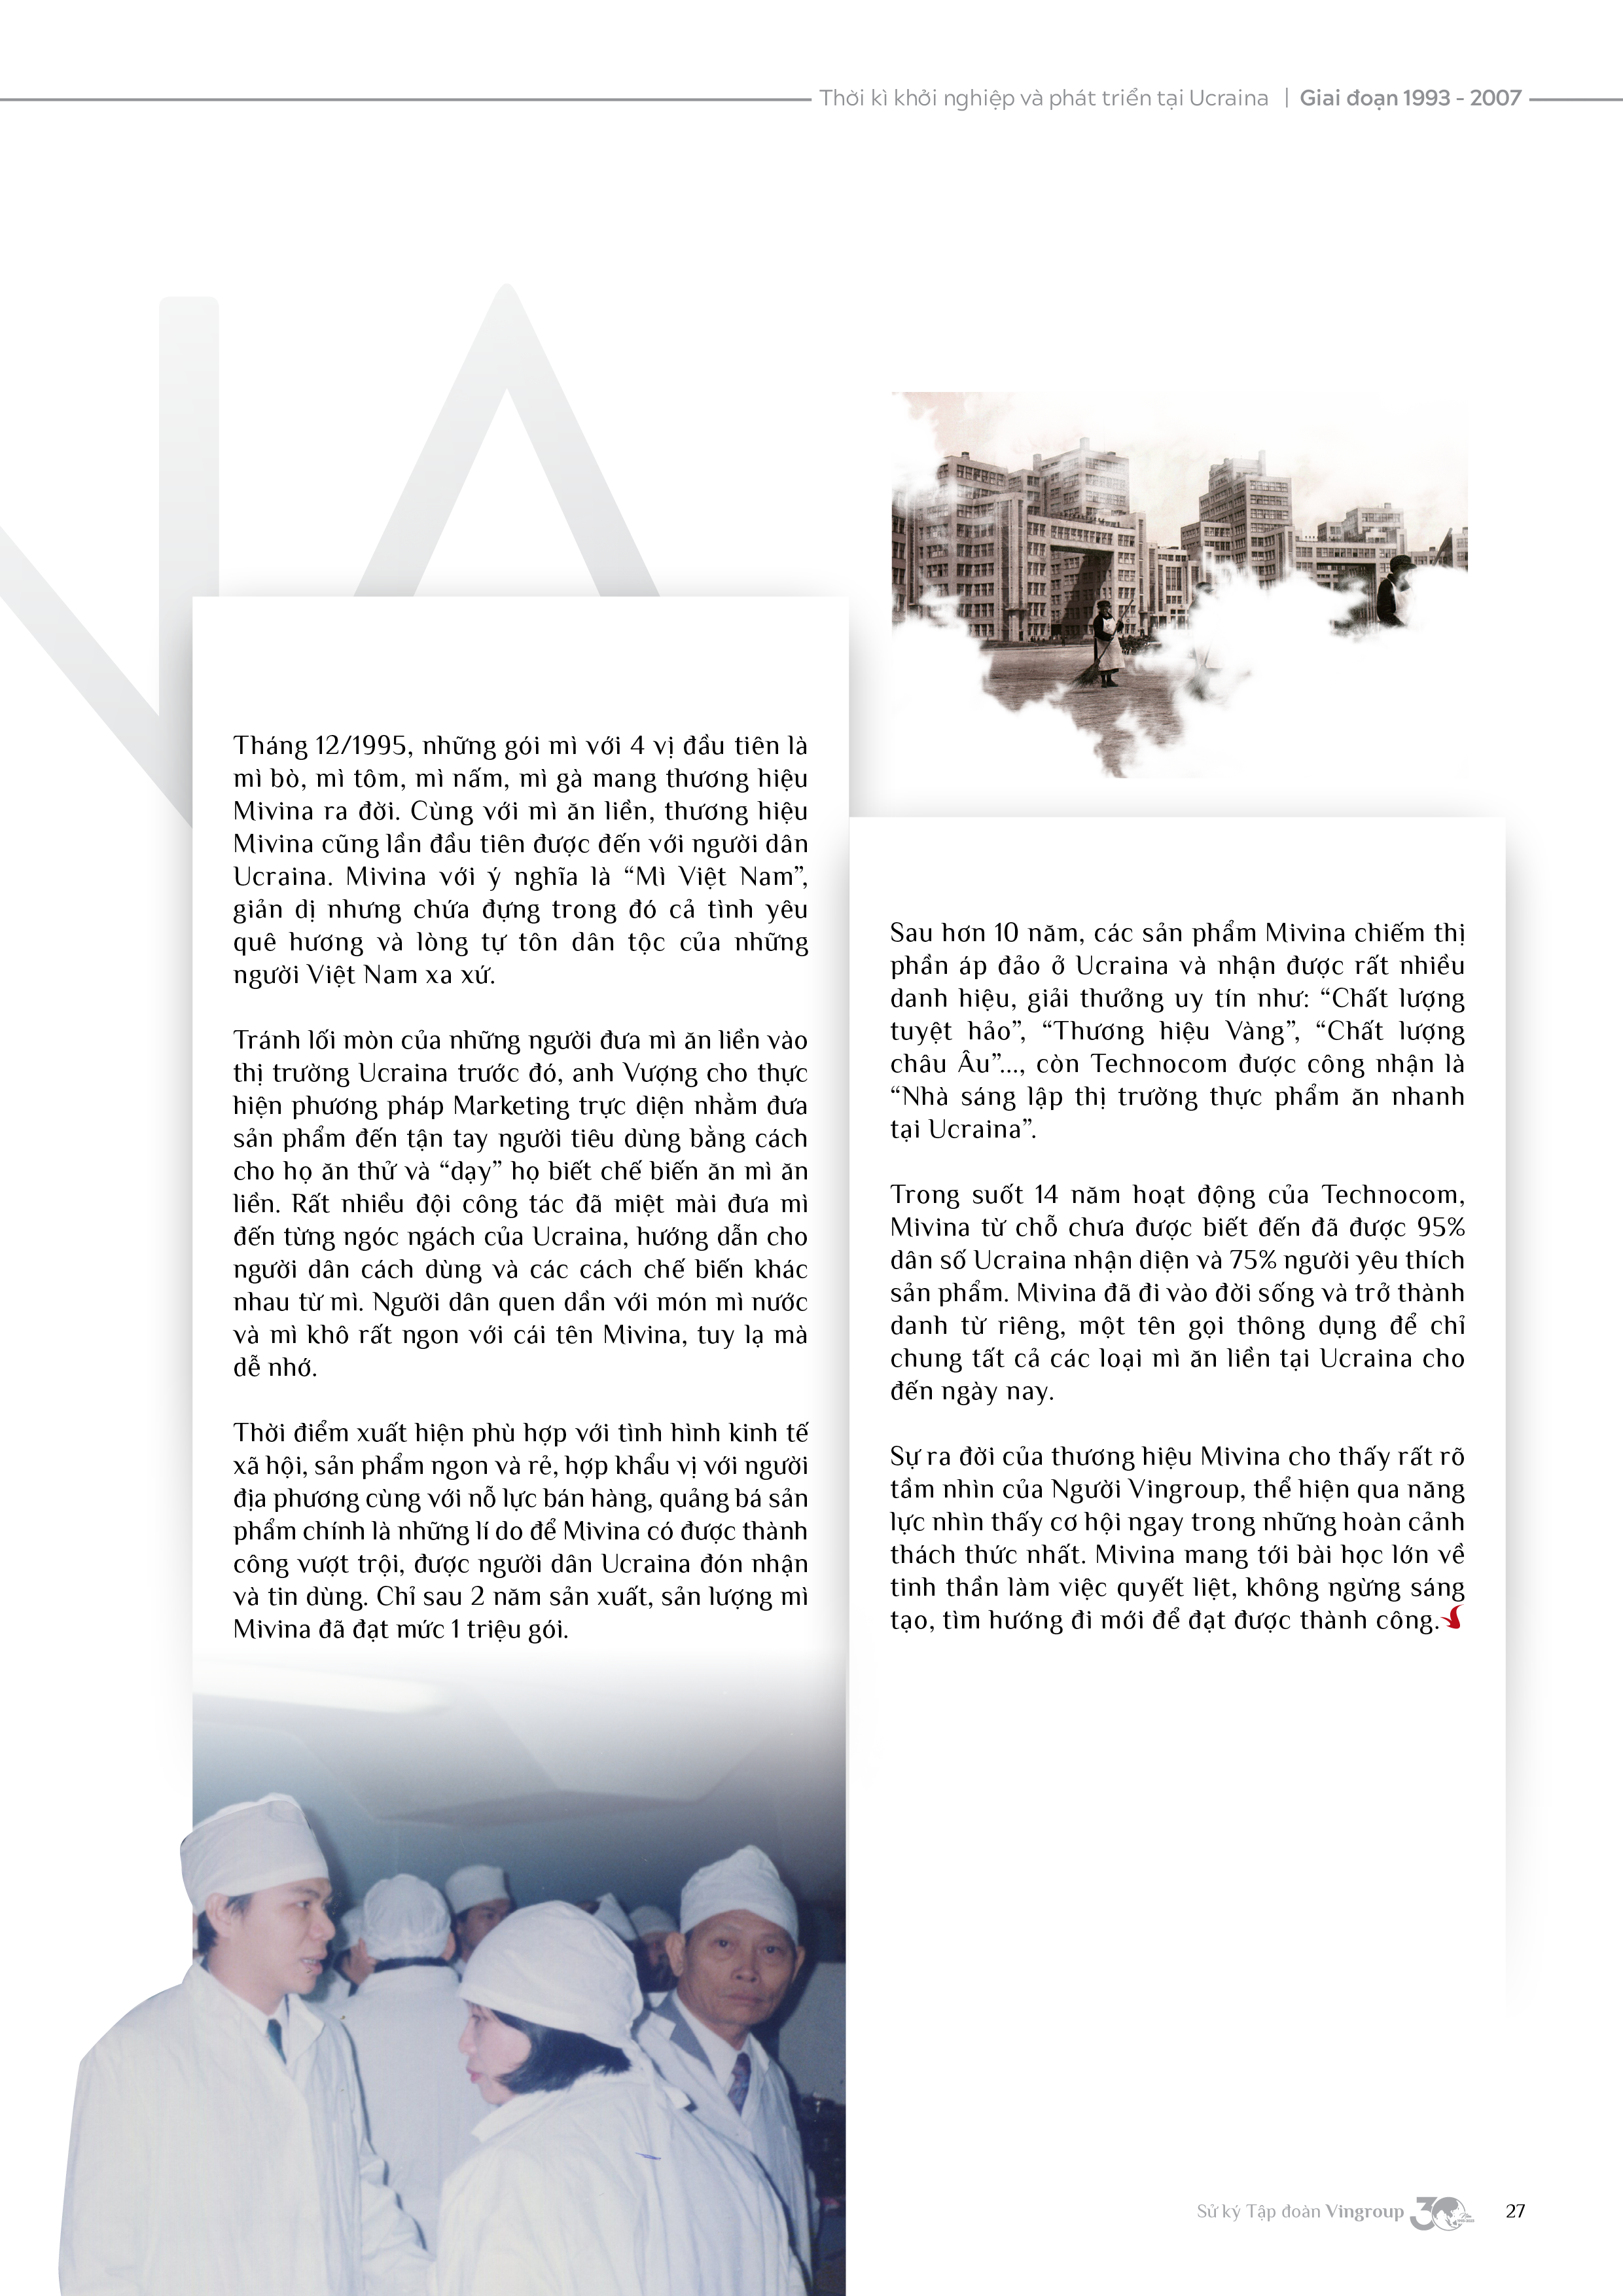 Thời kì khởi nghiệp và phát triển tại Ucraina | Giai đoạn 1993 - 2007
NA
Tháng 12/1995, những gói mì với 4 vị đầu tiên là
mì bò, mì tôm, mì nấm, mì gà mang thương hiệu
Mivina ra đời. Cùng với mì ăn liền, thương hiệu
Mivina cũng lần đầu tiên được đến với người dân
Ucraina. Mivina với ý nghĩa là “Mì Việt Nam”,
giản dị nhưng chứa đựng trong đó cả tình yêu
quê hương và lòng tự tôn dân tộc của những
người Việt Nam xa xứ.
Tránh lối mòn của những người đưa mì ăn liền vào
thị trường Ucraina trước đó, anh Vượng cho thực
hiện phương pháp Marketing trực diện nhằm đưa
sản phẩm đến tận tay người tiêu dùng bằng cách
cho họ ăn thử và “dạy” họ biết chế biến ăn mì ăn
liền. Rất nhiều đội công tác đã miệt mài đưa mì
đến từng ngóc ngách của Ucraina, hướng dẫn cho
người dân cách dùng và các cách chế biến khác
nhau từ mì. Người dân quen dần với món mì nước
và mì khô rất ngon với cái tên Mivina, tuy lạ mà
dễ nhớ.
Thời điểm xuất hiện phù hợp với tình hình kinh tế
xã hội, sản phẩm ngon và rẻ, hợp khẩu vị với người
địa phương cùng với nỗ lực bán hàng, quảng bá sản
phẩm chính là những lí do để Mivina có được thành
công vượt trội, được người dân Ucraina đón nhận
và tin dùng. Chỉ sau 2 năm sản xuất, sản lượng mì
Mivina đã đạt mức 1 triệu gói.
Sau hơn 10 năm, các sản phẩm Mivina chiếm thị
phần áp đảo ở Ucraina và nhận được rất nhiều
danh hiệu, giải thưởng uy tín như: “Chất lượng
tuyệt hảo”, “Thương hiệu Vàng”, “Chất lượng
châu Âu”..., còn Technocom được công nhận là
“Nhà sáng lập thị trường thực phẩm ăn nhanh
tại Ucraina”.
Trong suốt 14 năm hoạt động của Technocom,
Mivina từ chỗ chưa được biết đến đã được 95%
dân số Ucraina nhận diện và 75% người yêu thích
sản phẩm. Mivina đã đi vào đời sống và trở thành
danh từ riêng, một tên gọi thông dụng để chỉ
chung tất cả các loại mì ăn liền tại Ucraina cho
đến ngày nay.
Sự ra đời của thương hiệu Mivina cho thấy rất rõ
tầm nhìn của Người Vingroup, thể hiện qua năng
lực nhìn thấy cơ hội ngay trong những hoàn cảnh
thách thức nhất. Mivina mang tới bài học lớn về
tinh thần làm việc quyết liệt, không ngừng sáng
tạo, tìm hướng đi mới để đạt được thành công.
Sử ký Tập đoàn Vingroup 30 27